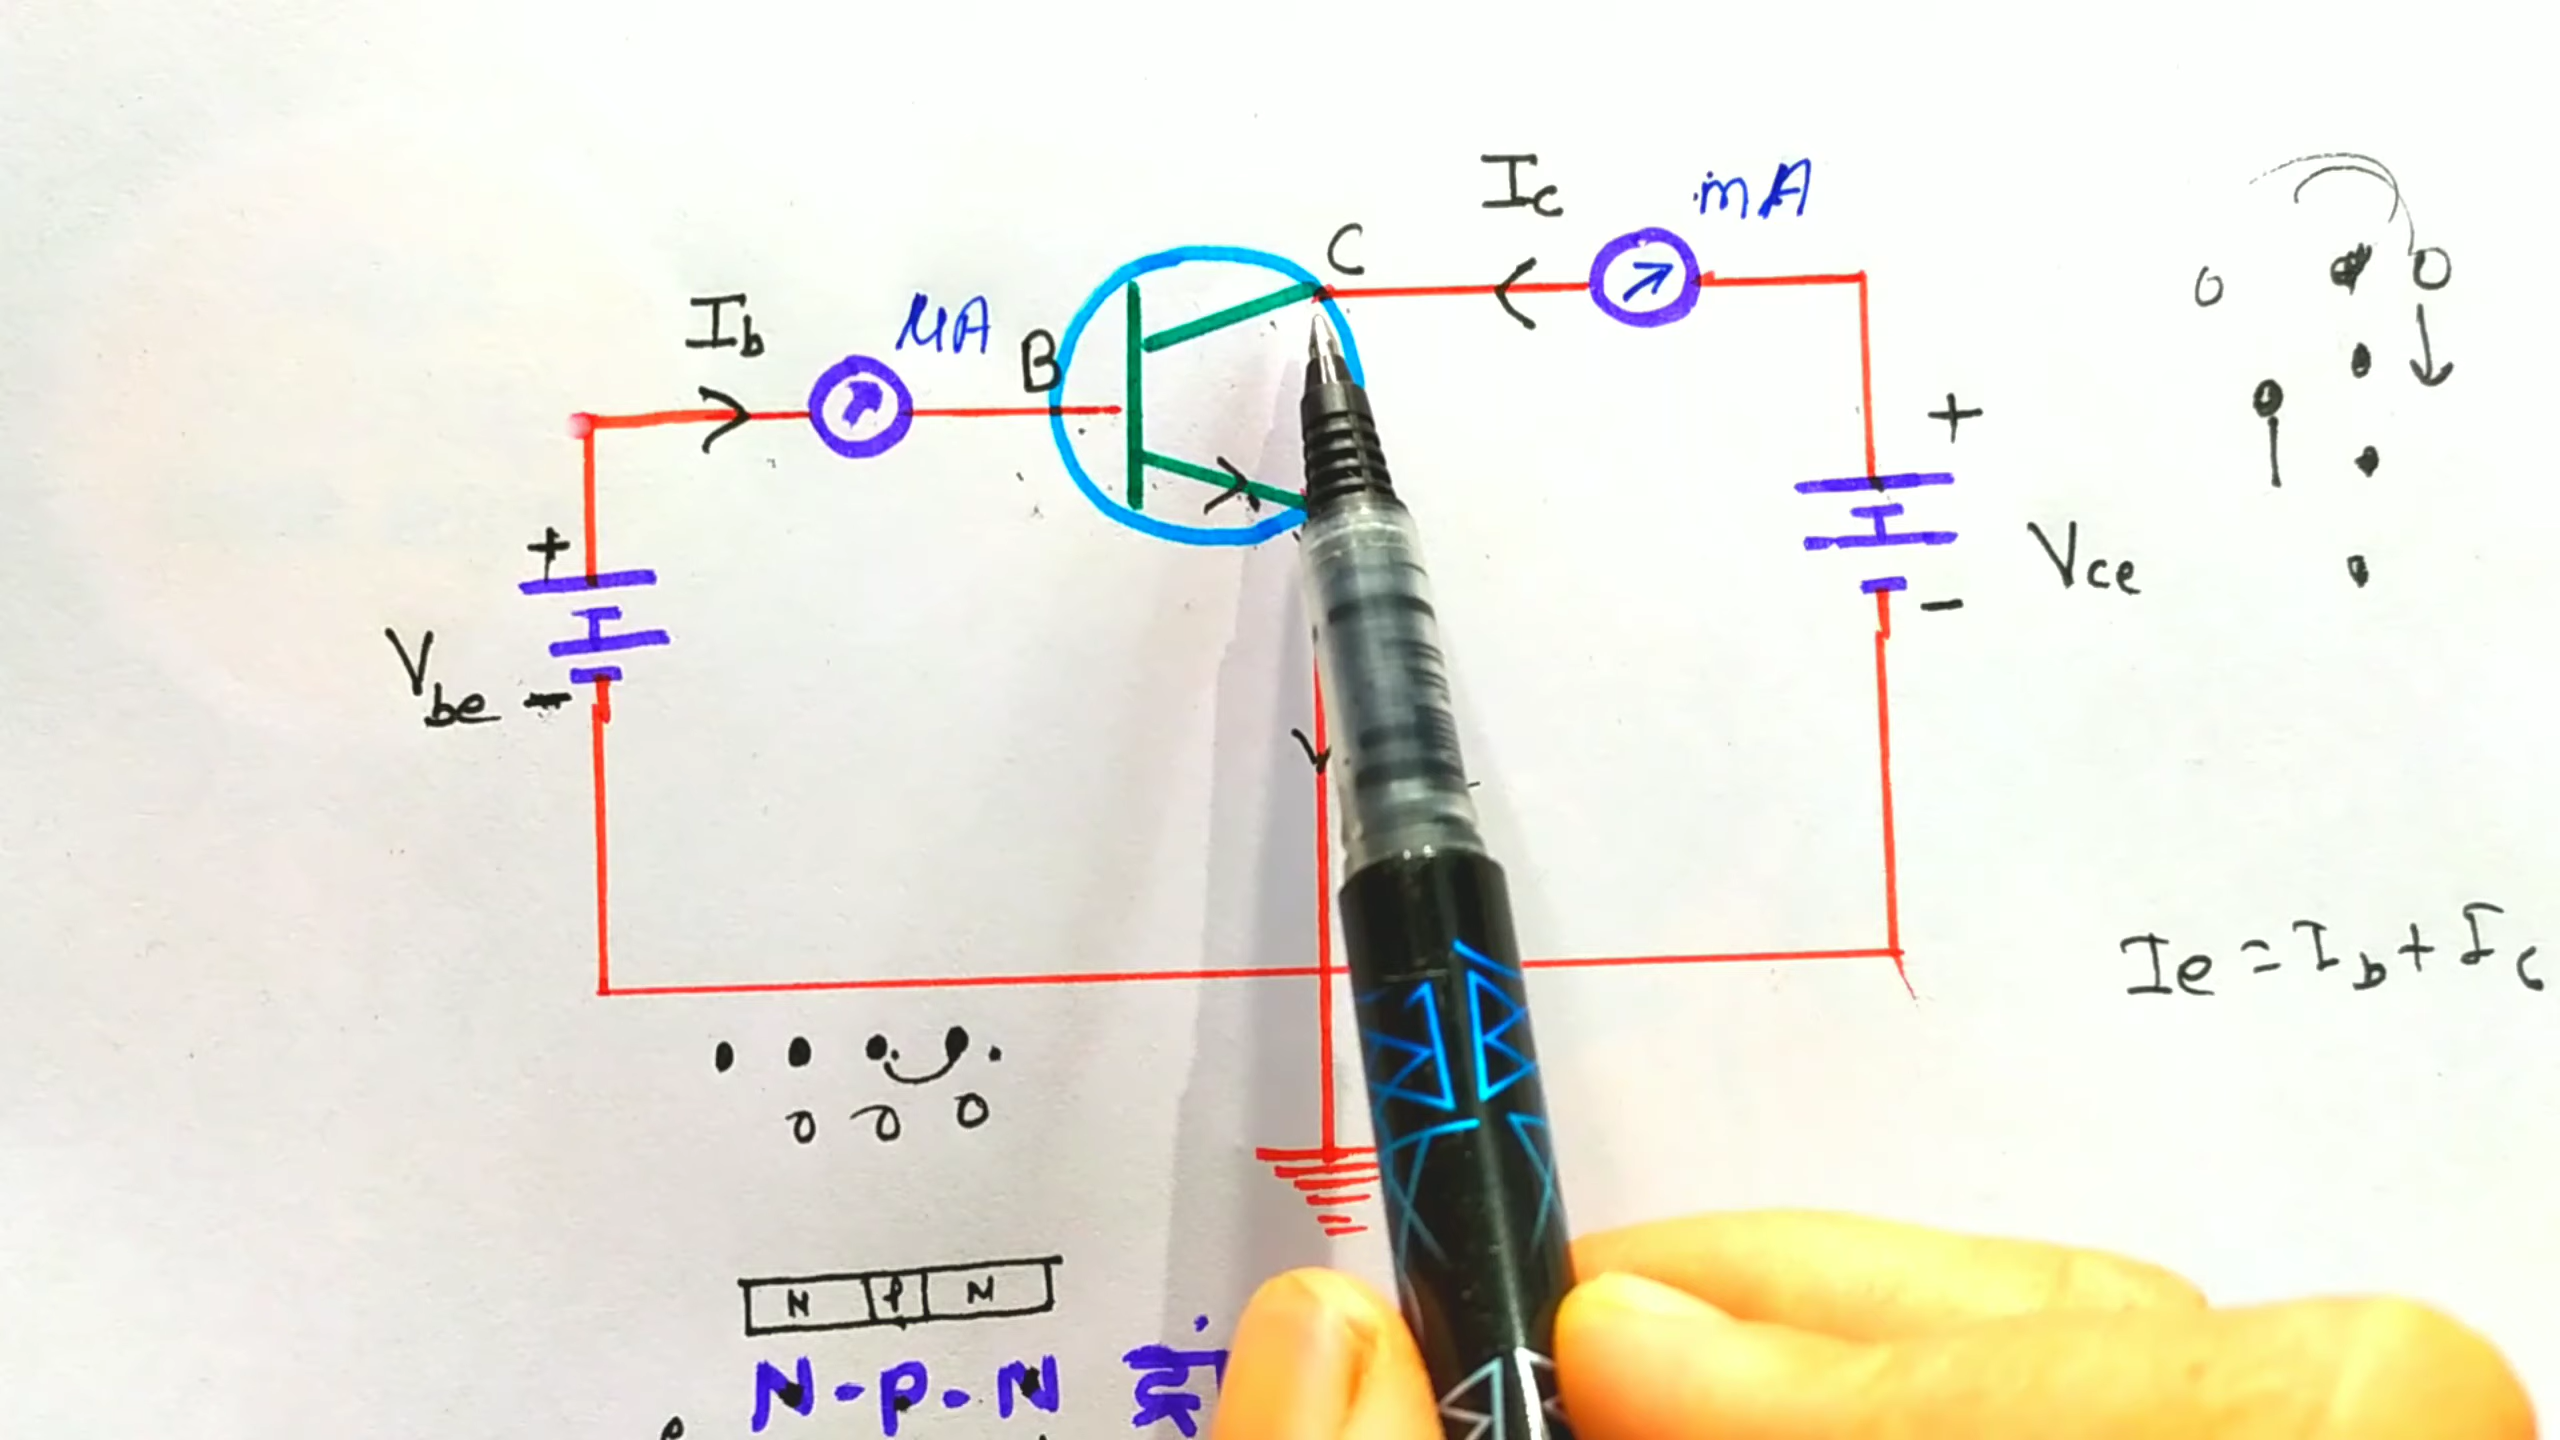 Ic
mA
C
Ib
μA
B
+
+
Vce
-
Vbe
-
Ie = Ib + Ic
N P N
N-P-N